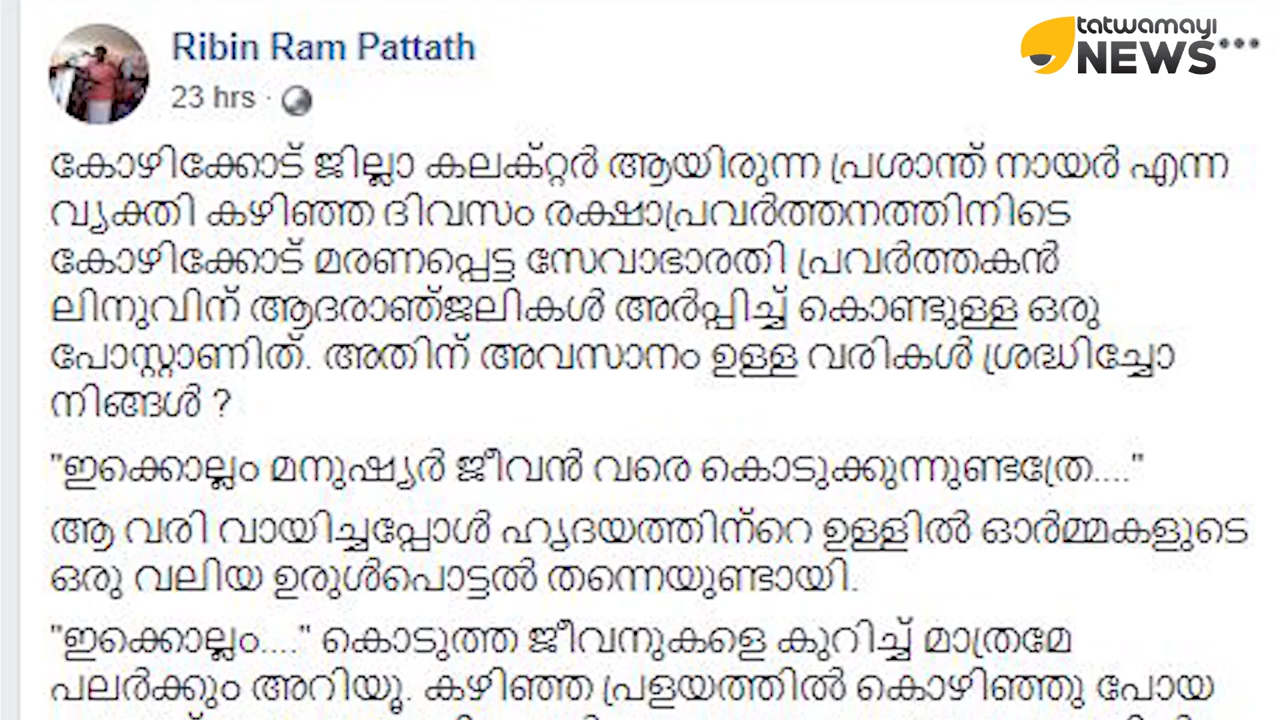 Ribin Ram Pattath
tatwamayi
NEWS
23 hrs ·
കോഴിക്കോട് ജില്ലാ കലക്റ്റർ ആയിരുന്ന പ്രശാന്ത് നായർ എന്ന
വ്യക്തി കഴിഞ്ഞ ദിവസം രക്ഷാപ്രവർത്തനത്തിനിടെ
കോഴിക്കോട് മരണപ്പെട്ട സേവാഭാരതി പ്രവർത്തകൻ
ലിനുവിന് ആദരാഞ്ജലികൾ അർപ്പിച്ച് കൊണ്ടുള്ള ഒരു
പോസ്റ്റാണിത്. അതിന് അവസാനം ഉള്ള വരികൾ ശ്രദ്ധിച്ചോ
നിങ്ങൾ ?
"ഇക്കൊല്ലം മനുഷ്യർ ജീവൻ വരെ കൊടുക്കുന്നുണ്ടത്രേ...."
ആ വരി വായിച്ചപ്പോൾ ഹൃദയത്തിന്റെ ഉള്ളിൽ ഓർമ്മകളുടെ
ഒരു വലിയ ഉരുൾപൊട്ടൽ തന്നെയുണ്ടായി.
"ഇക്കൊല്ലം...." കൊടുത്ത ജീവനുകളെ കുറിച്ച് മാത്രമേ
പലർക്കും അറിയൂ. കഴിഞ്ഞ പ്രളയത്തിൽ കൊഴിഞ്ഞു പോയ